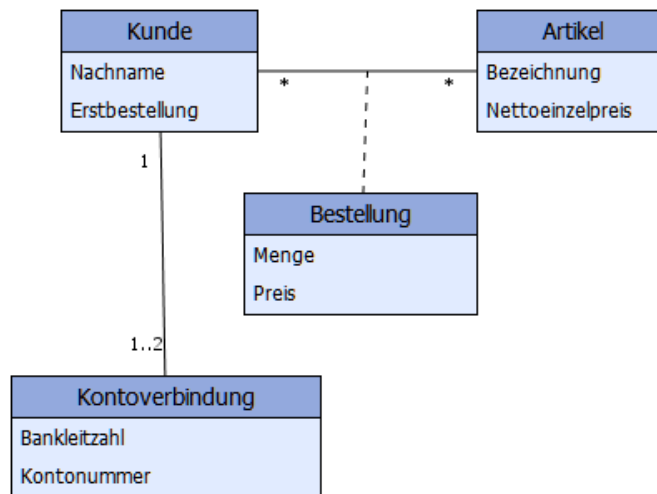 Kunde
Nachname
Erstbestellung
Artikel
Bezeichnung
Nettoeinzelpreis
*
*
1
Bestellung
Menge
Preis
1..2
Kontoverbindung
Bankleitzahl
Kontonummer